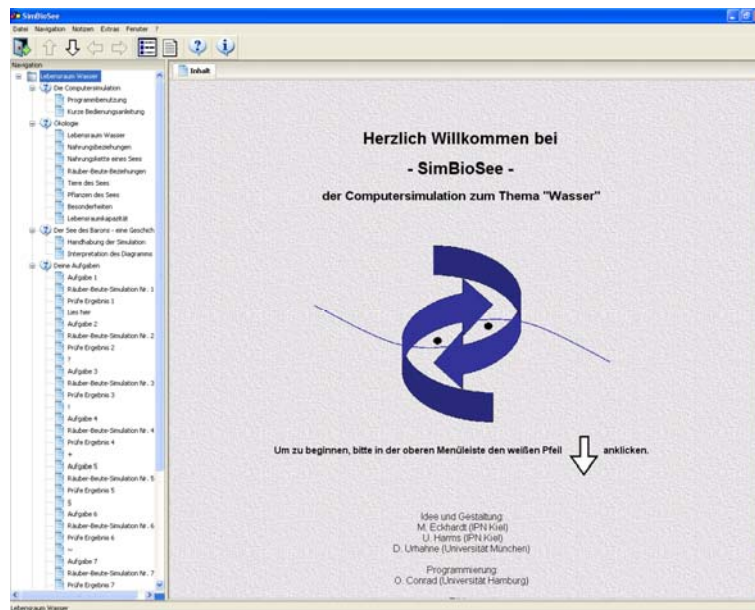 SimBioSee
Datei Navigation Notizen Extras Fenster ?
Navigation
Lebensraum Wasser
Die Computersimulation
Programmbenutzung
Kurze Bedienungsanleitung
Ökologie
Lebensraum Wasser
Nahrungsbeziehungen
Nahrungskette eines Sees
Räuber-Beute-Beziehungen
Tiere des Sees
Pflanzen des Sees
Besonderheiten
Lebensraumkapazität
Der See des Barons - eine Geschich
Handhabung der Simulation
Interpretation des Diagramms
Deine Aufgaben
Aufgabe 1
Räuber-Beute-Simulation Nr. 1
Prüfe Ergebnis 1
Lies hier
Aufgabe 2
Räuber-Beute-Simulation Nr. 2
Prüfe Ergebnis 2
?
Aufgabe 3
Räuber-Beute-Simulation Nr. 3
Prüfe Ergebnis 3
!
Aufgabe 4
Räuber-Beute-Simulation Nr. 4
Prüfe Ergebnis 4
+
Aufgabe 5
Räuber-Beute-Simulation Nr. 5
Prüfe Ergebnis 5
§
Aufgabe 6
Räuber-Beute-Simulation Nr. 6
Prüfe Ergebnis 6
Aufgabe 7
Räuber-Beute-Simulation Nr. 7
Prüfe Ergebnis 7
Lebensraum Wasser
Inhalt
Herzlich Willkommen bei
- SimBioSee -
der Computersimulation zum Thema "Wasser"
Um zu beginnen, bitte in der oberen Menüleiste den weißen Pfeil anklicken.
Idee und Gestaltung:
M. Eckhardt (IPN Kiel)
U. Harms (IPN Kiel)
D. Urhahne (Universität München)
Programmierung:
O. Conrad (Universität Hamburg)